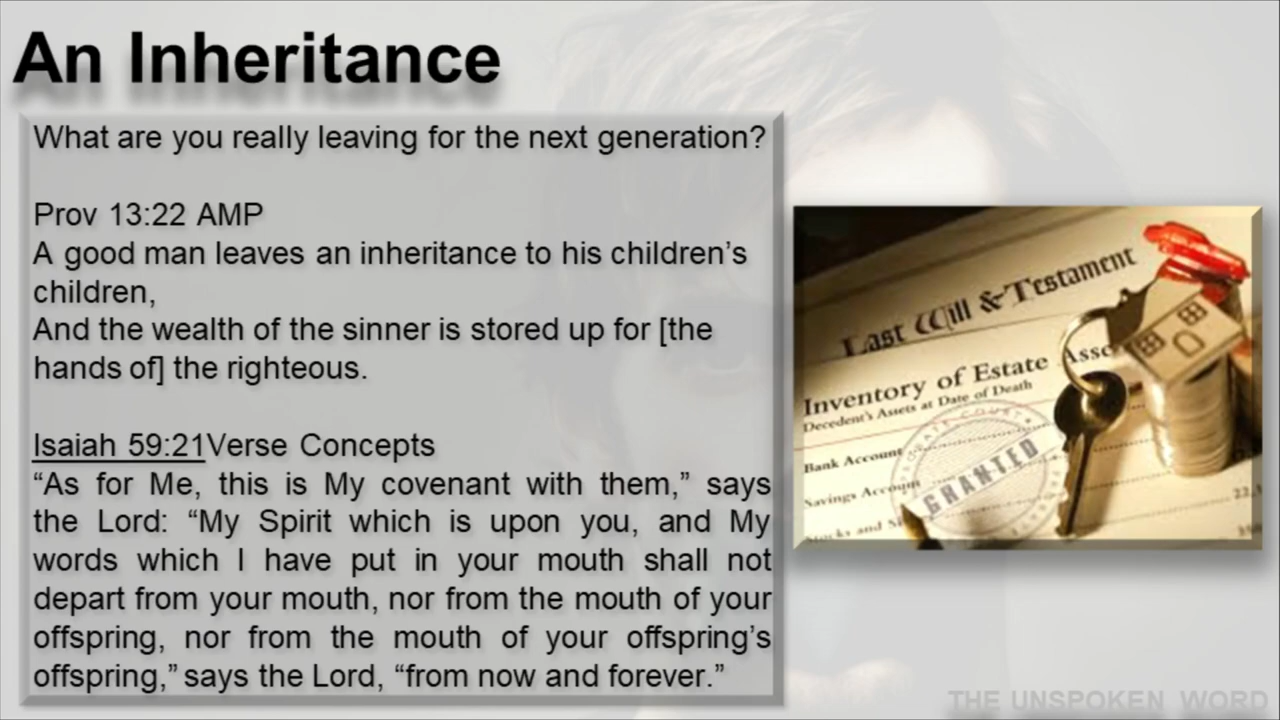 An Inheritance
What are you really leaving for the next generation?
Prov 13:22 AMP
A good man leaves an inheritance to his children’s
children,
And the wealth of the sinner is stored up for [the
hands of] the righteous.
Isaiah 59:21Verse Concepts
“As for Me, this is My covenant with them,” says
the Lord: “My Spirit which is upon you, and My
words which I have put in your mouth shall not
depart from your mouth, nor from the mouth of your
offspring, nor from the mouth of your offspring’s
offspring,” says the Lord, “from now and forever.”
Last Will & Testament
Inventory of Estate
Decedent's Assets at Date of Death
Bank Account
Savings Account
Stocks and
GRANTED
THE UNSPOKEN WORD